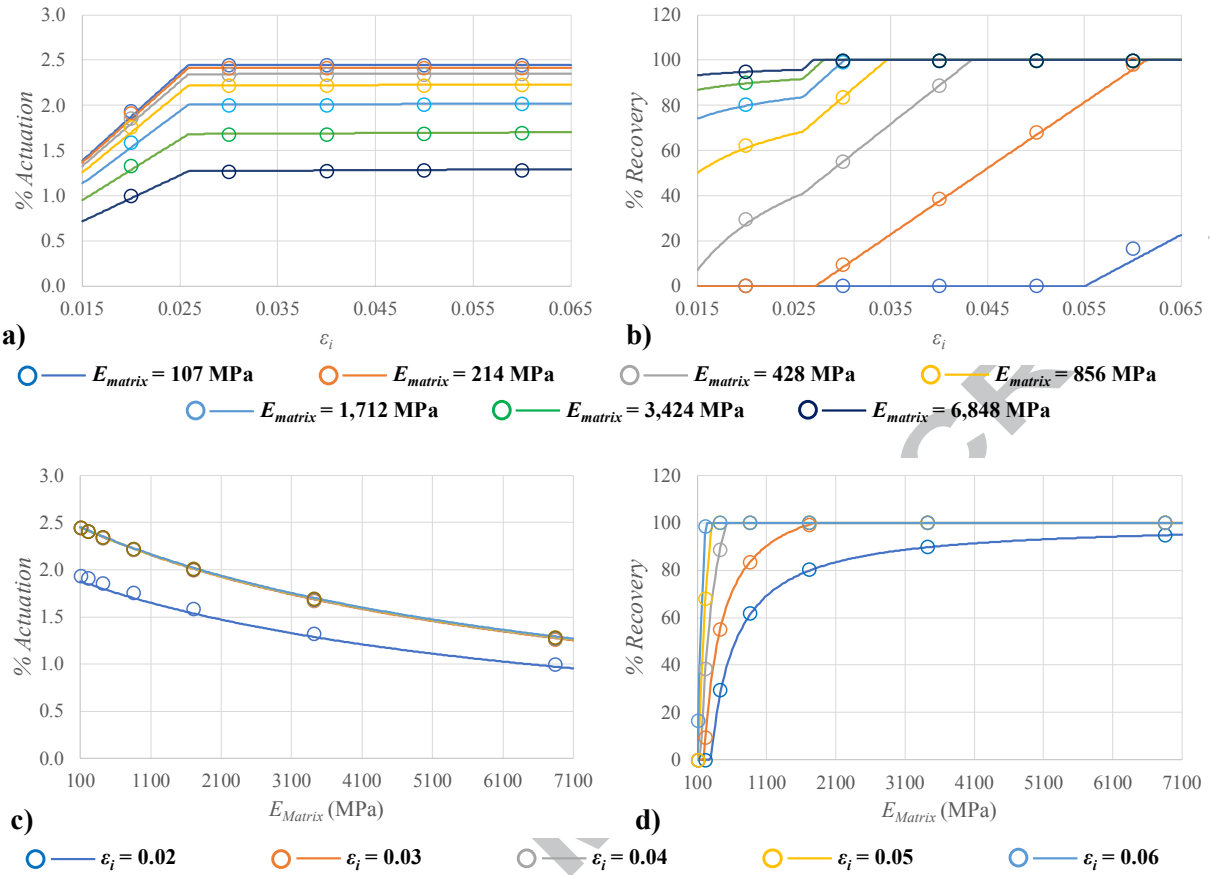 3.0
2.5
2.0
1.5
1.0
0.5
0.0
% Actuation
0.015 0.025 0.035 0.045 0.055 0.065
εi
a)
120
100
80
60
40
20
0
% Recovery
0.015 0.025 0.035 0.045 0.055 0.065
εi
b)
Ematrix = 107 MPa Ematrix = 214 MPa Ematrix = 428 MPa Ematrix = 856 MPa
Ematrix = 1,712 MPa Ematrix = 3,424 MPa Ematrix = 6,848 MPa
3.0
2.5
2.0
1.5
1.0
0.5
0.0
% Actuation
100 1100 2100 3100 4100 5100 6100 7100
EMatrix (MPa)
c)
120
100
80
60
40
20
0
% Recovery
100 1100 2100 3100 4100 5100 6100 7100
EMatrix (MPa)
d)
εi = 0.02 εi = 0.03 εi = 0.04 εi = 0.05 εi = 0.06